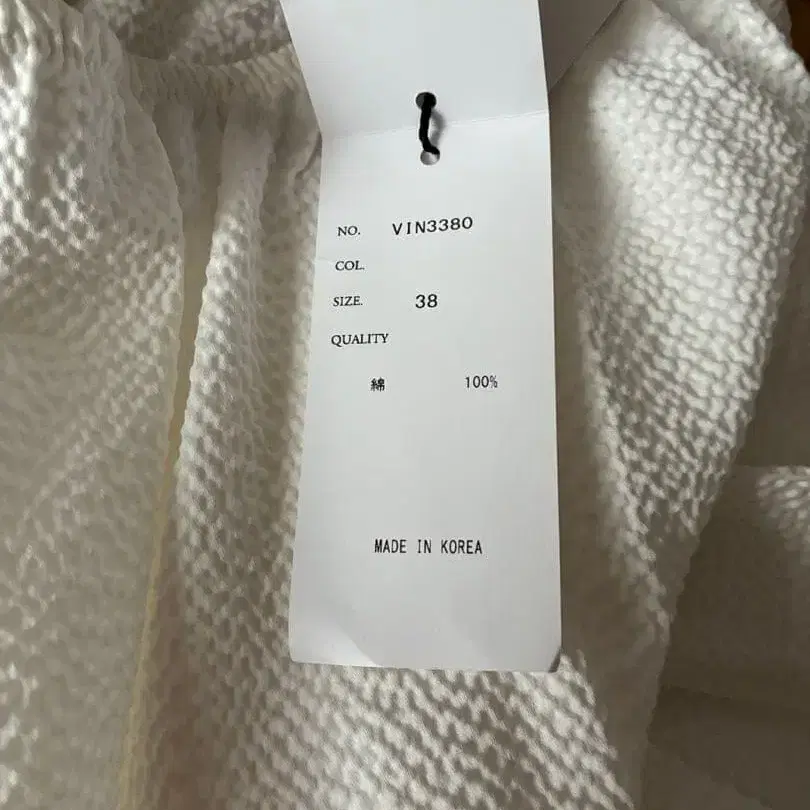 NO. VIN3380
COL.
SIZE. 38
QUALITY
綿 100%
MADE IN KOREA